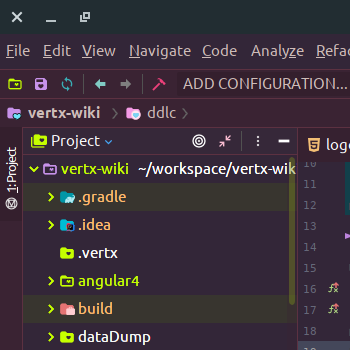 File Edit View Navigate Code Analyze Refac
ADD CONFIGURATION...
vertx-wiki ddlc
1: Project
Project
logo
vertx-wiki ~/workspace/vertx-wik
.gradle
.idea
.vertx
angular4
build
dataDump
10
11
12
13
14
15
16
17
18